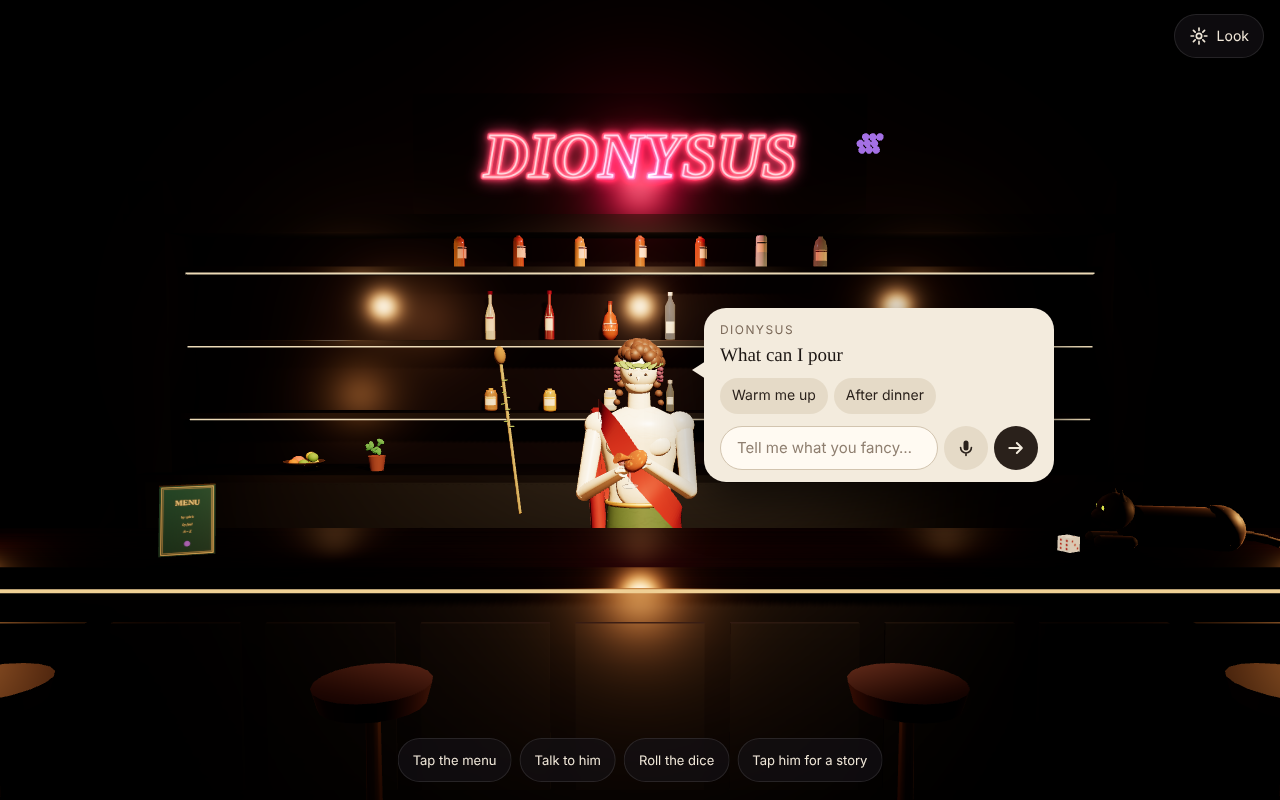 Look
DIONYSUS
DIONYSUS
What can I pour
Warm me up
After dinner
Tell me what you fancy...
MENU
Tap the menu
Talk to him
Roll the dice
Tap him for a story